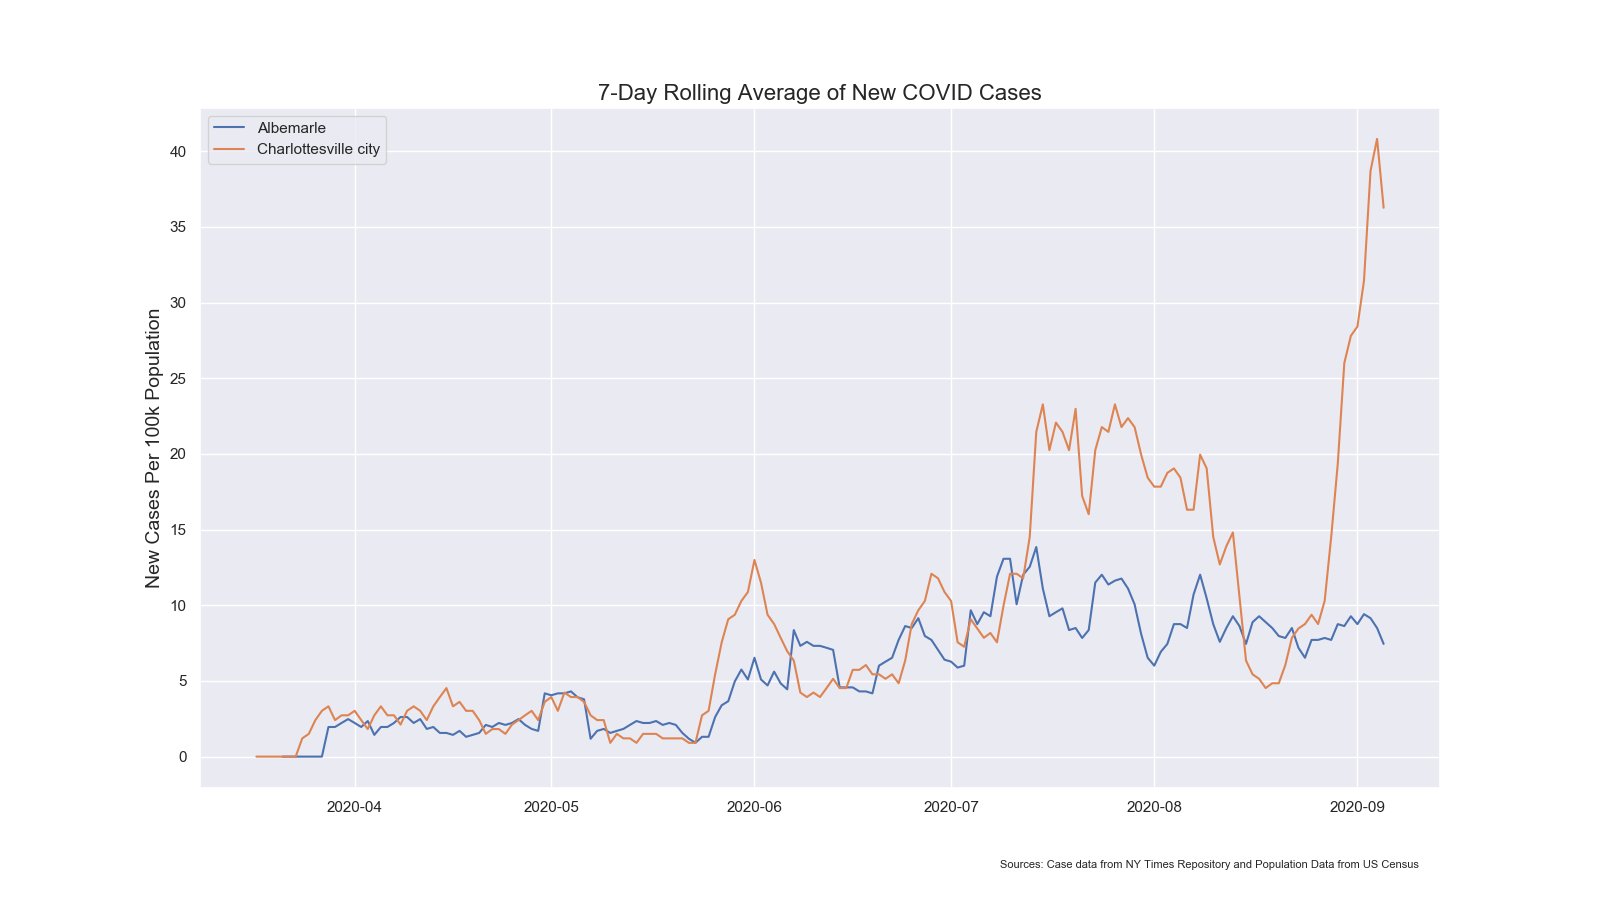 7-Day Rolling Average of New COVID Cases
Albemarle
Charlottesville city
New Cases Per 100k Population
40
35
30
25
20
15
10
5
0
2020-04 2020-05 2020-06 2020-07 2020-08 2020-09
Sources: Case data from NY Times Repository and Population Data from US Census